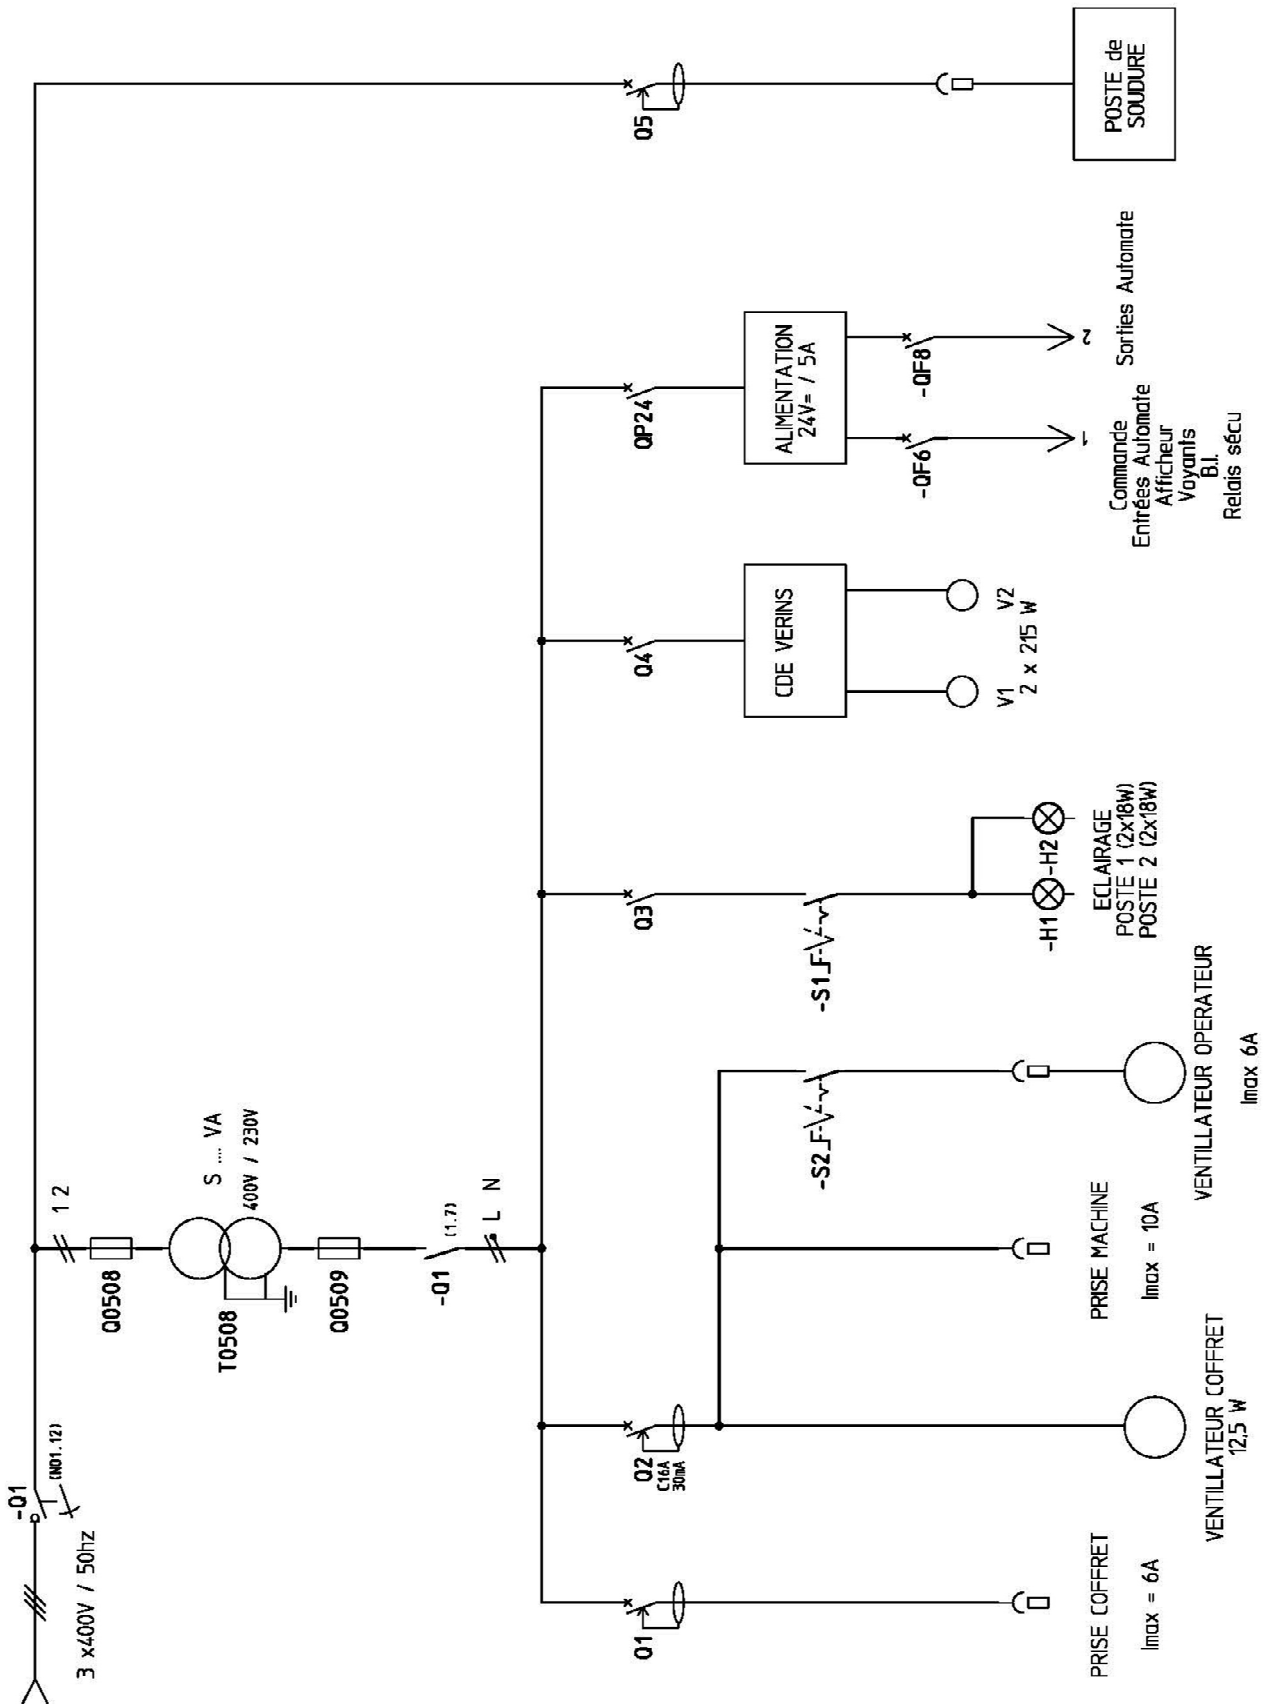 -Q1
(N01.12)
3 x400V / 50hz
1 2
Q0508
S .... VA
400V / 230V
T0508
Q0509
-Q1
(1.7)
L N
Q1
Q2
C16A
30mA
Q3
Q4
QP24
Q5
-S2
-S1
CDE VERINS
ALIMENTATION
24V= / 5A
-QF6
-QF8
PRISE COFFRET
Imax = 6A
VENTILLATEUR COFFRET
12,5 W
PRISE MACHINE
Imax = 10A
VENTILLATEUR OPERATEUR
Imax 6A
-H1
-H2
ECLAIRAGE
POSTE 1 (2x18W)
POSTE 2 (2x18W)
V1
V2
2 x 215 W
1
Commande
Entrées Automate
Afficheur
Voyants
B.I.
Relais sécu
2
Sorties Automate
POSTE de
SOUDURE